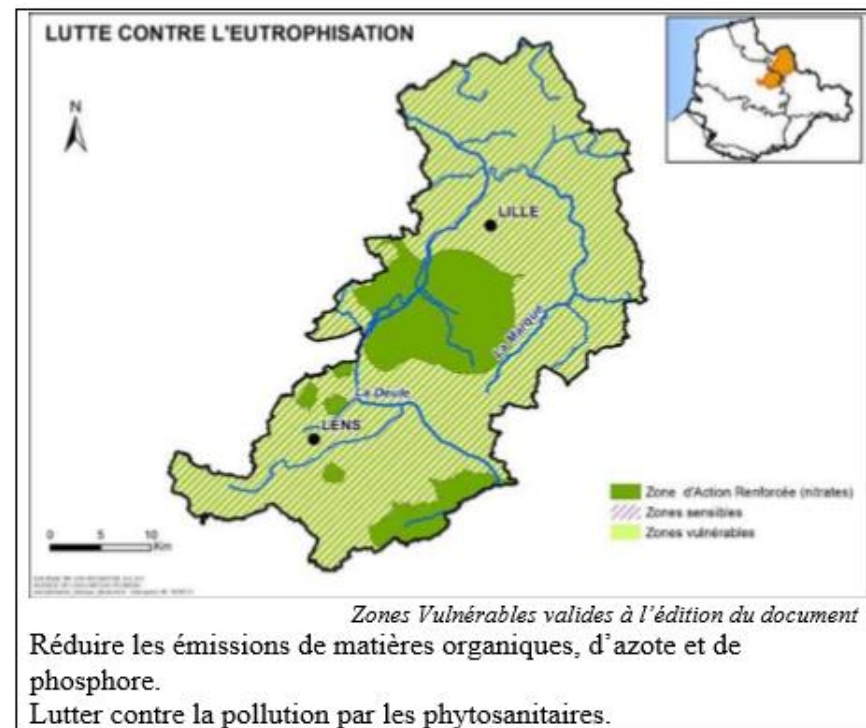 LUTTE CONTRE L'EUTROPHISATION
N
LILLE
La Marque
La Deule
LENS
Zone d'Action Renforcée (nitrates)
Zones sensibles
Zones vulnérables
0 5 10
Km
Zones Vulnérables valides à l'édition du document
Réduire les émissions de matières organiques, d'azote et de
phosphore.
Lutter contre la pollution par les phytosanitaires.